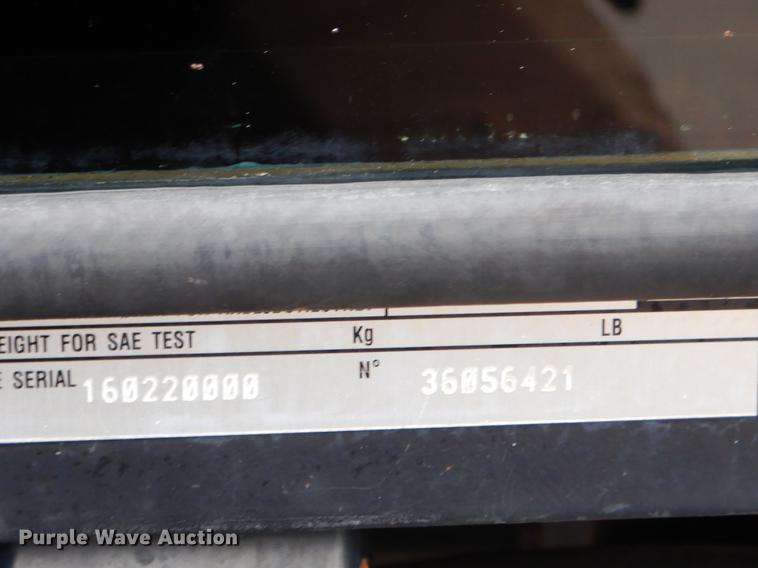 EIGHT FOR SAE TEST Kg LB
E SERIAL 160220000 N° 36056421
Purple Wave Auction